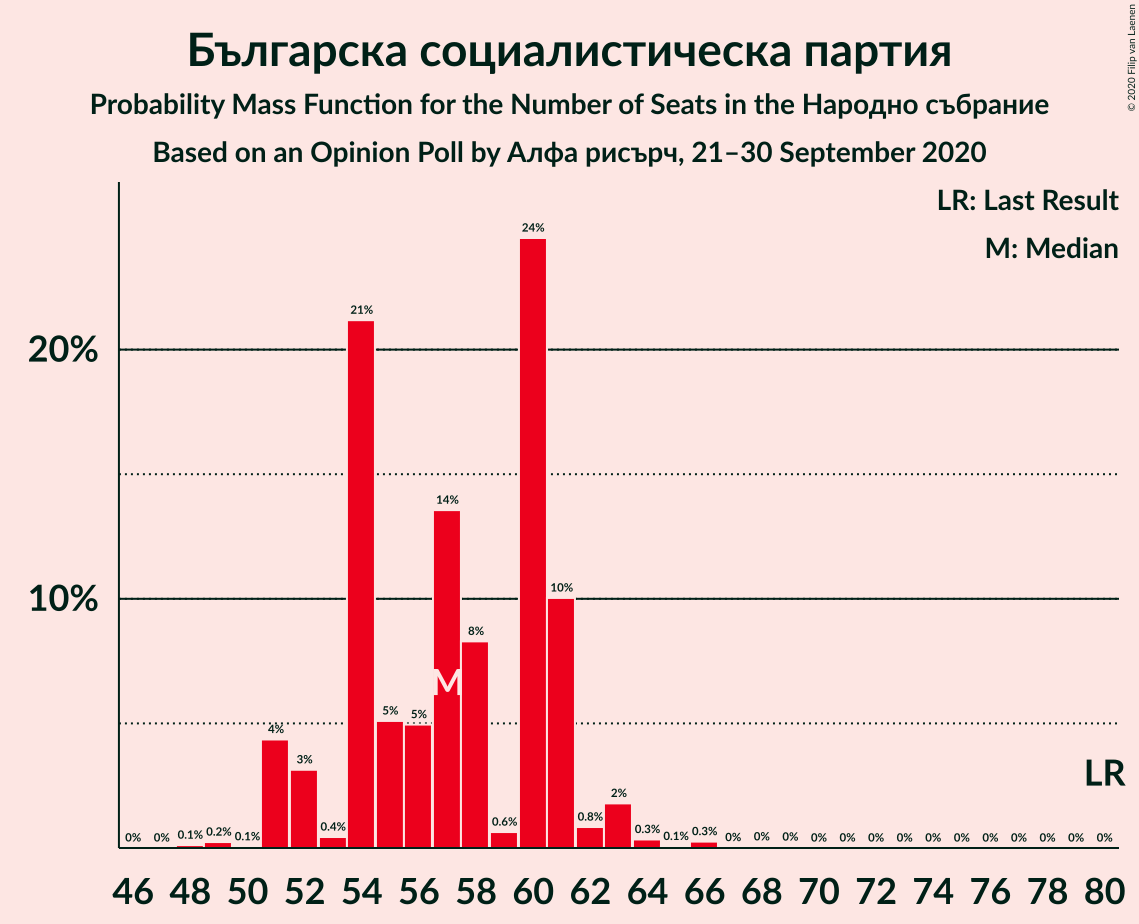 Българска социалистическа партия
Probability Mass Function for the Number of Seats in the Народно събрание
Based on an Opinion Poll by Алфа рисърч, 21–30 September 2020
© 2020 Filip van Laenen
LR: Last Result
M: Median
20%
10%
0% 0% 0.1% 0.2% 0.1% 4% 3% 0.4% 21% 5% 5% 14% 8% 0.6% 24% 10% 0.8% 2% 0.3% 0.1% 0.3% 0% 0% 0% 0% 0% 0% 0% 0% 0% 0% 0% 0% 0% 0%
M
LR
46 48 50 52 54 56 58 60 62 64 66 68 70 72 74 76 78 80